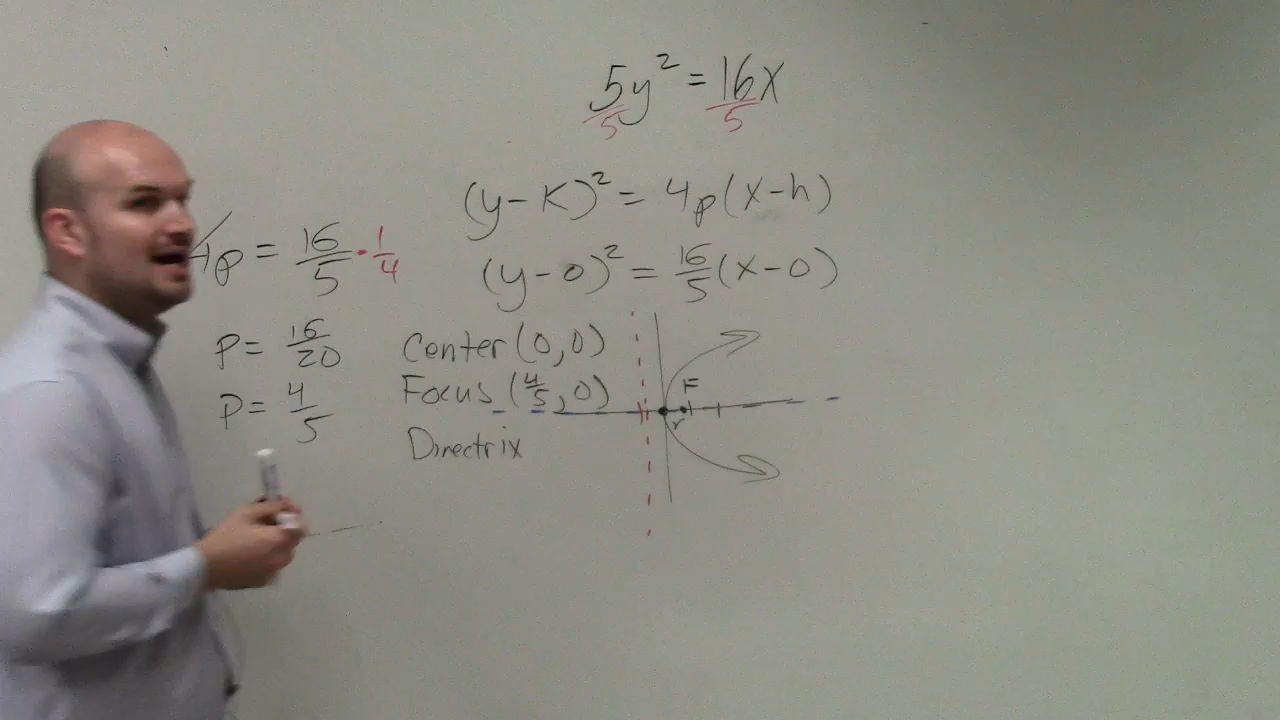 5y² = 16x
5 5
(y-k)² = 4p(x-h)
4p = 16/5 · 1/4
(y-0)² = 16/5(x-0)
p = 16/20
Center (0,0)
p = 4/5
Focus (4/5,0)
Directrix
F
v